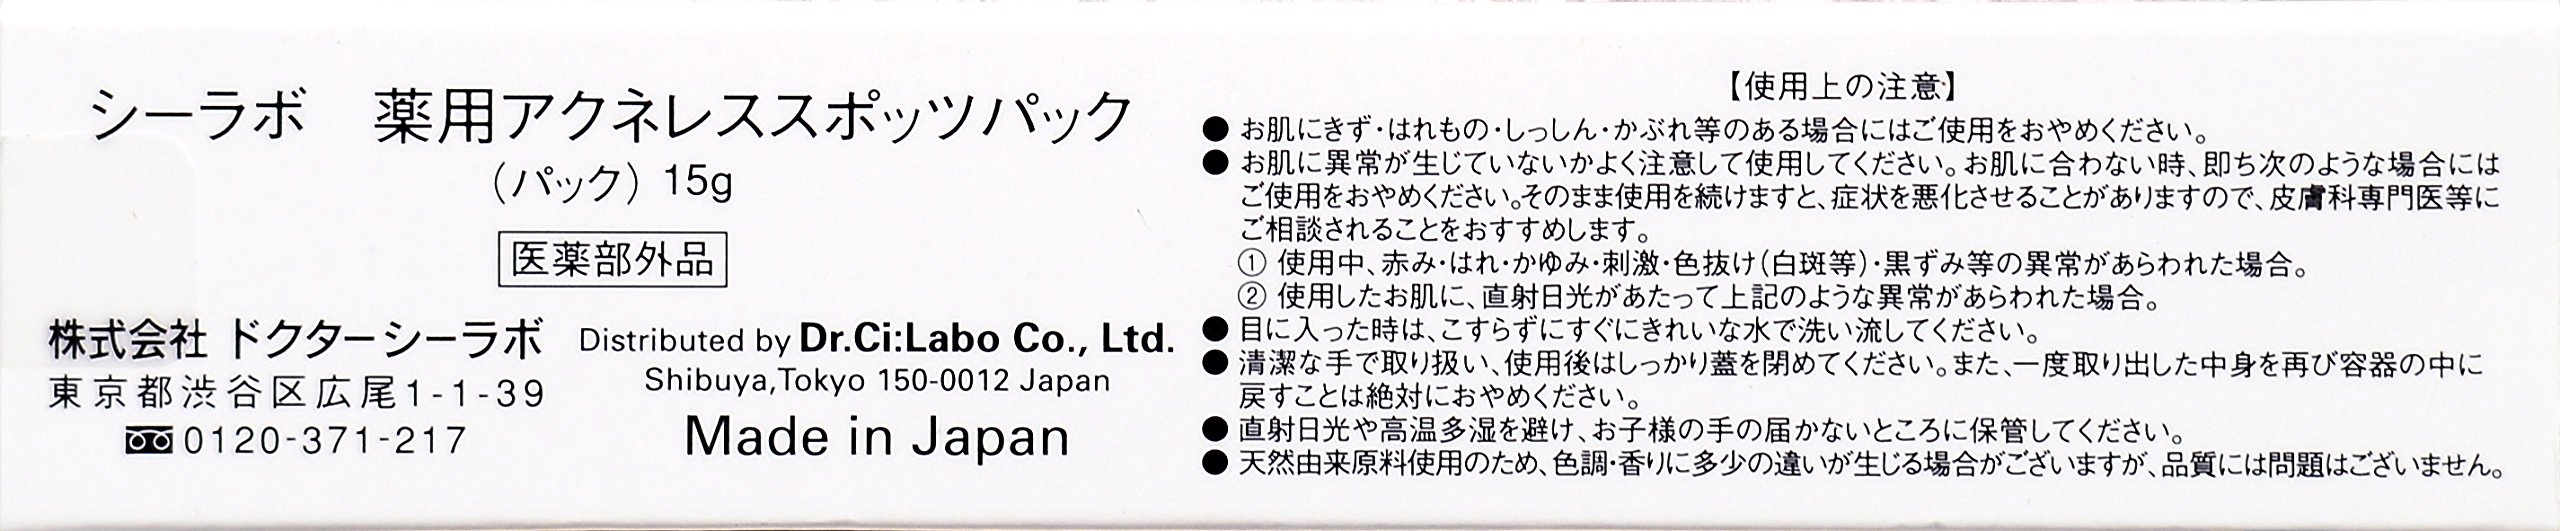 シーラボ　薬用アクネレススポッツパック
（パック）15g
医薬部外品
株式会社 ドクターシーラボ
東京都渋谷区広尾1-1-39
0120-371-217
Distributed by Dr.Ci:Labo Co., Ltd.
Shibuya,Tokyo 150-0012 Japan
Made in Japan
【使用上の注意】
● お肌にきず・はれもの・しっしん・かぶれ等のある場合にはご使用をおやめください。
● お肌に異常が生じていないかよく注意して使用してください。お肌に合わない時、即ち次のような場合には
ご使用をおやめください。そのまま使用を続けますと、症状を悪化させることがありますので、皮膚科専門医等に
ご相談されることをおすすめします。
① 使用中、赤み・はれ・かゆみ・刺激・色抜け（白斑等）・黒ずみ等の異常があらわれた場合。
② 使用したお肌に、直射日光があたって上記のような異常があらわれた場合。
● 目に入った時は、こすらずにすぐにきれいな水で洗い流してください。
● 清潔な手で取り扱い、使用後はしっかり蓋を閉めてください。また、一度取り出した中身を再び容器の中に
戻すことは絶対におやめください。
● 直射日光や高温多湿を避け、お子様の手の届かないところに保管してください。
● 天然由来原料使用のため、色調・香りに多少の違いが生じる場合がございますが、品質には問題はございません。